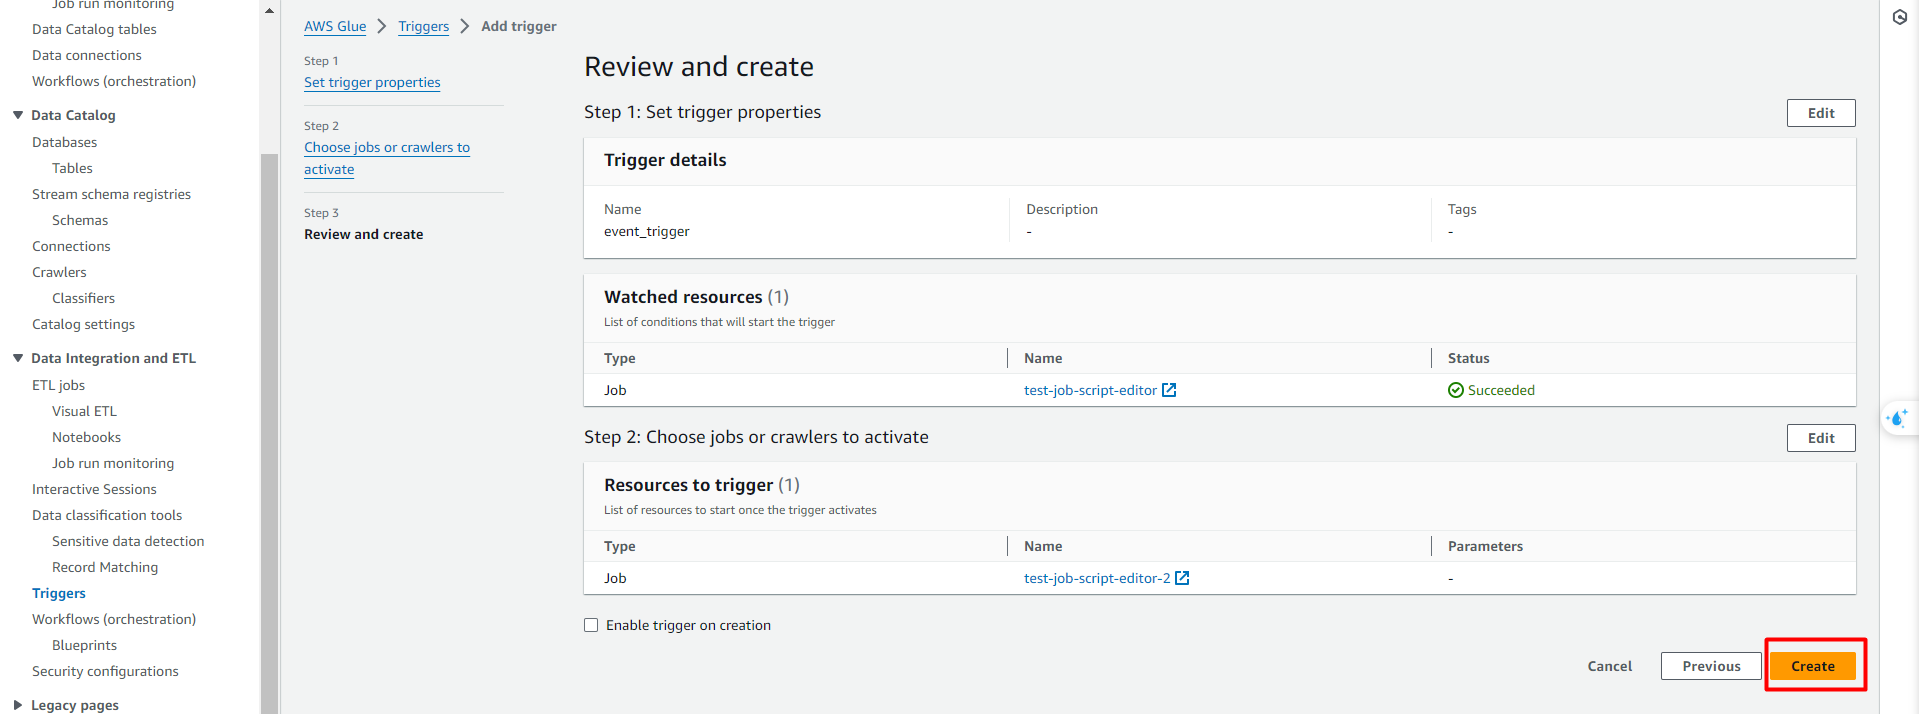 Job run monitoring
Data Catalog tables
Data connections
Workflows (orchestration)
Data Catalog
Databases
Tables
Stream schema registries
Schemas
Connections
Crawlers
Classifiers
Catalog settings
Data Integration and ETL
ETL jobs
Visual ETL
Notebooks
Job run monitoring
Interactive Sessions
Data classification tools
Sensitive data detection
Record Matching
Triggers
Workflows (orchestration)
Blueprints
Security configurations
Legacy pages
AWS Glue > Triggers > Add trigger
Step 1
Set trigger properties
Step 2
Choose jobs or crawlers to
activate
Step 3
Review and create
Review and create
Step 1: Set trigger properties Edit
Trigger details
Name Description Tags
event_trigger - -
Watched resources (1)
List of conditions that will start the trigger
Type Name Status
Job test-job-script-editor Succeeded
Step 2: Choose jobs or crawlers to activate Edit
Resources to trigger (1)
List of resources to start once the trigger activates
Type Name Parameters
Job test-job-script-editor-2 -
Enable trigger on creation
Cancel Previous Create